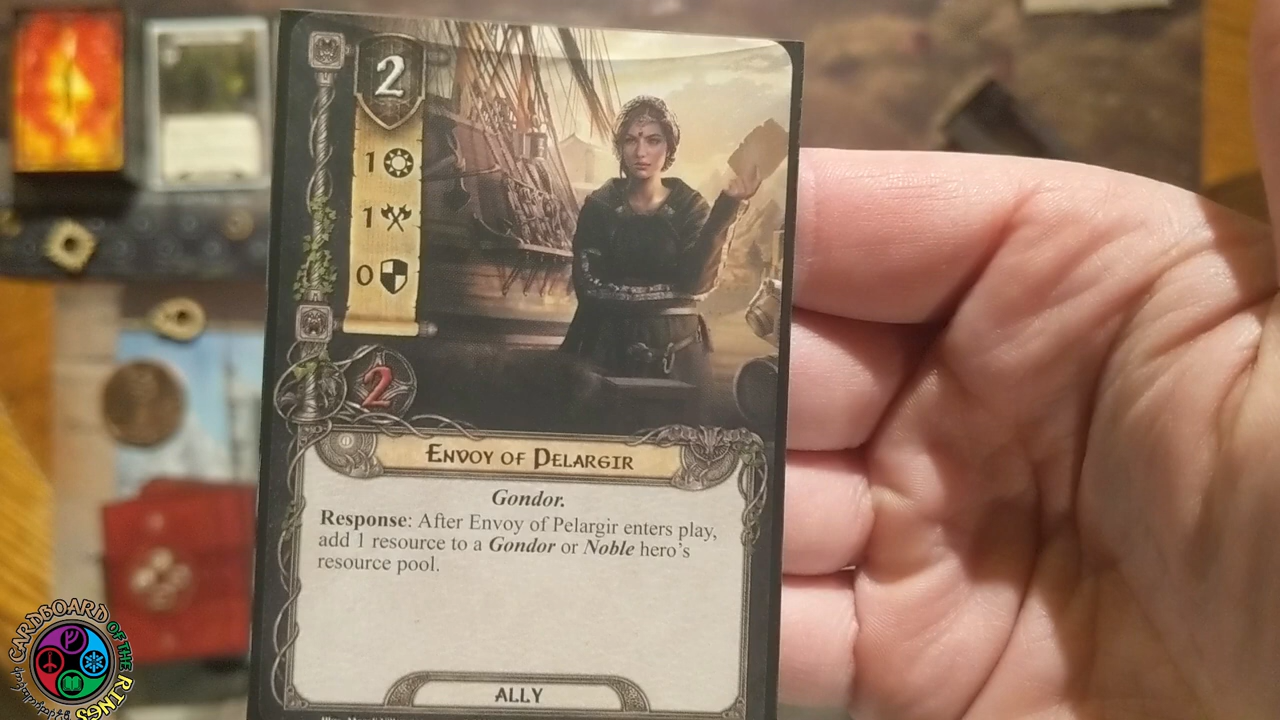 2
1
1
0
2
Envoy of Pelargir
Gondor.
Response: After Envoy of Pelargir enters play,
add 1 resource to a Gondor or Noble hero's
resource pool.
ALLY
CARDBOARD OF THE RINGS